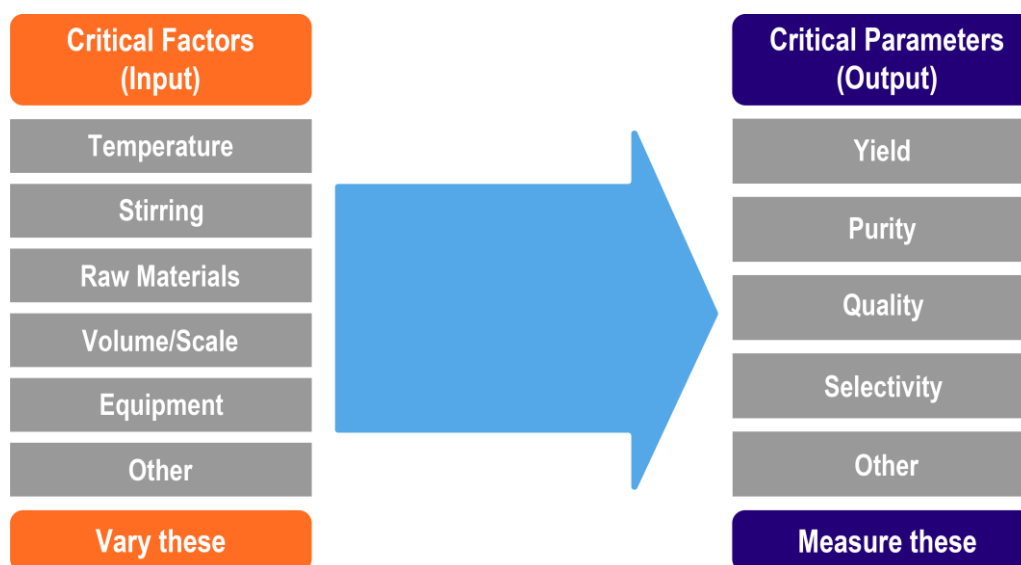 Critical Factors
(Input)
Temperature
Stirring
Raw Materials
Volume/Scale
Equipment
Other
Vary these
Critical Parameters
(Output)
Yield
Purity
Quality
Selectivity
Other
Measure these